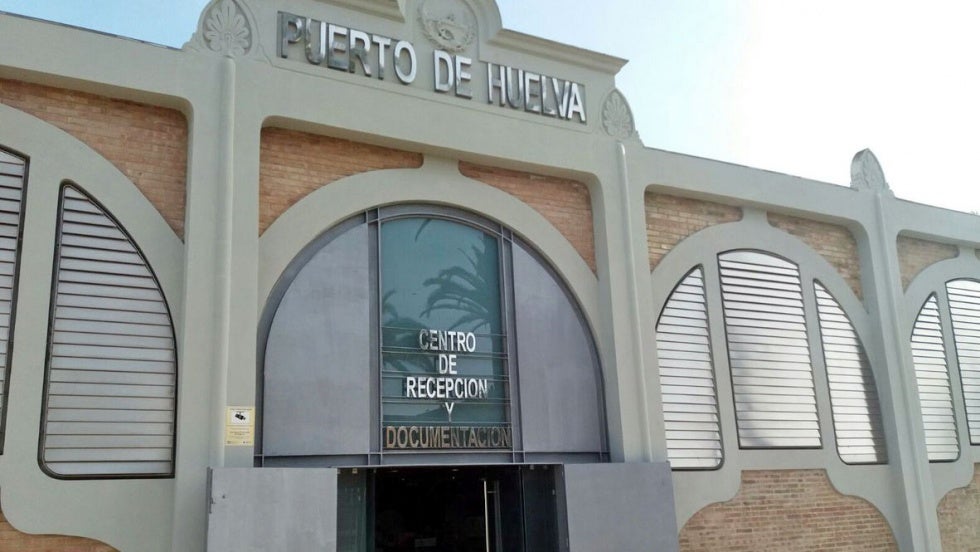 PUERTO DE HUELVA
CENTRO
DE
RECEPCION
Y
DOCUMENTACION